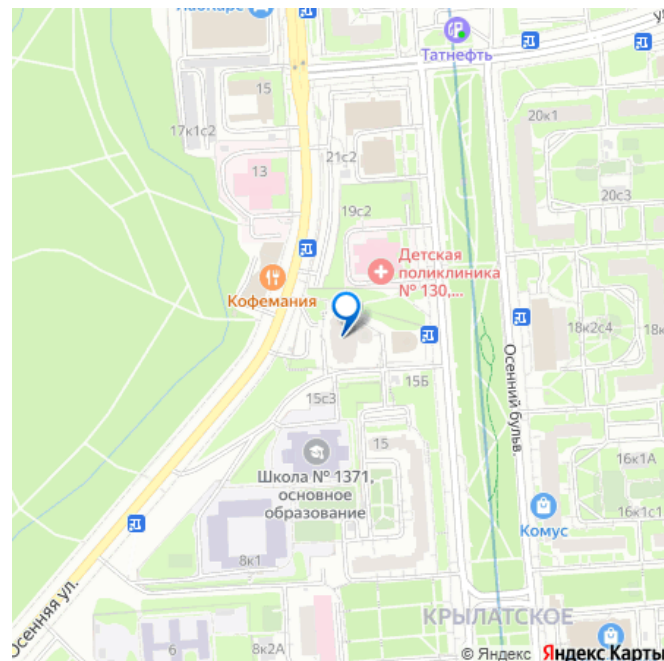 Татнефть
15
17к1с2
21с2
20к1
13
20с3
19с2
Детская
поликлиника
№ 130,...
Кофемания
18к2с4
Осенний бульв.
15Б
15с3
15
16к1А
Школа № 1371,
основное
образование
16к1с1
Комус
8к1
Осенняя ул.
КРЫЛАТСКОЕ
6
8к2А
© Яндекс Яндекс Карты